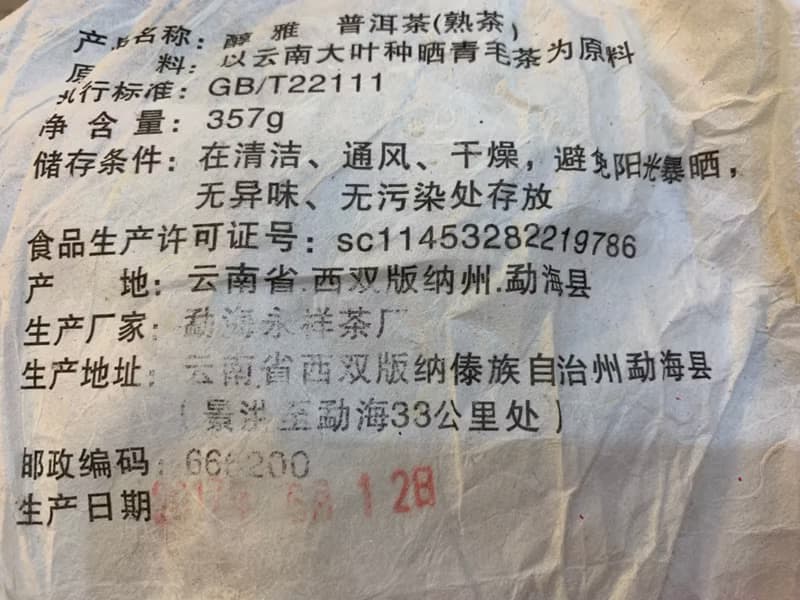 产品名称：醇 雅 普洱茶(熟茶)
原 料：以云南大叶种晒青毛茶为原料
执行标准：GB/T22111
净 含 量：357g
储存条件：在清洁、通风、干燥，避免阳光暴晒，
无异味、无污染处存放
食品生产许可证号：sc11453282219786
产 地：云南省.西双版纳州.勐海县
生产厂家：勐海永祥茶厂
生产地址：云南省西双版纳傣族自治州勐海县
（景洪至勐海33公里处）
邮政编码：666200
生产日期 月12日